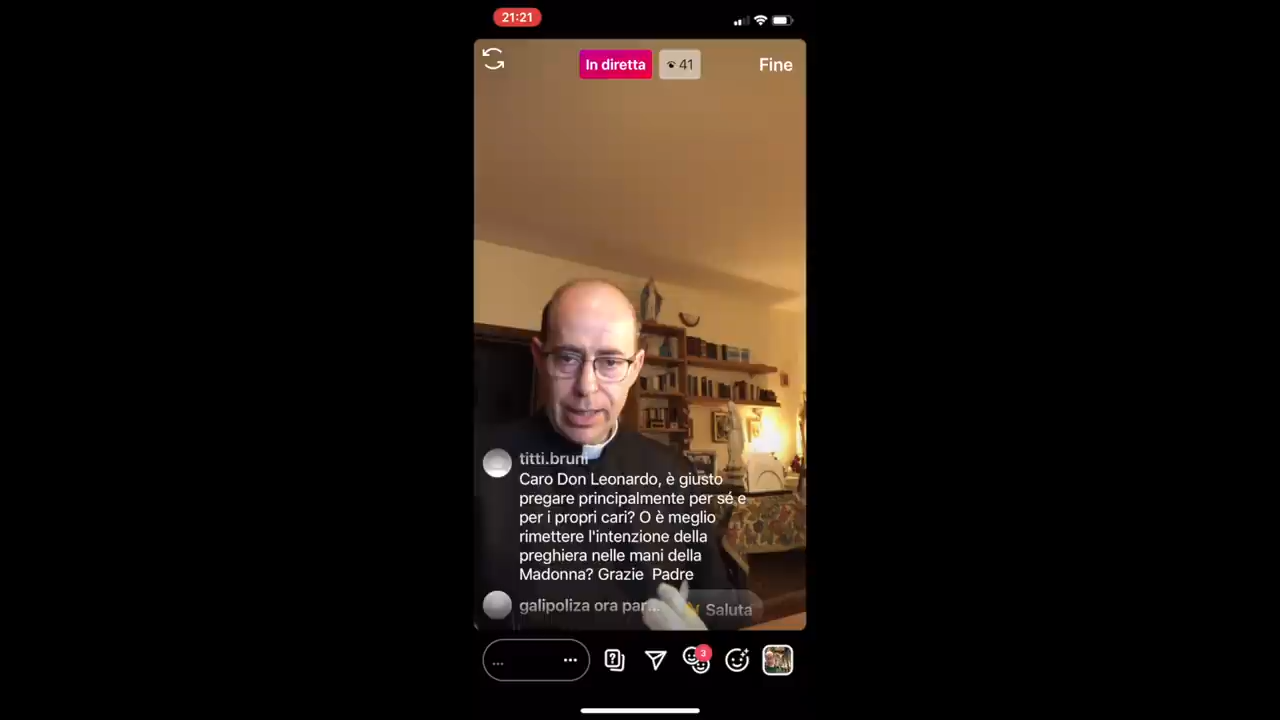 21:21
In diretta
41
Fine
titti.bruni
Caro Don Leonardo, è giusto
pregare principalmente per sé e
per i propri cari? O è meglio
rimettere l'intenzione della
preghiera nelle mani della
Madonna? Grazie Padre
galipoliza ora par...
Saluta
...
3